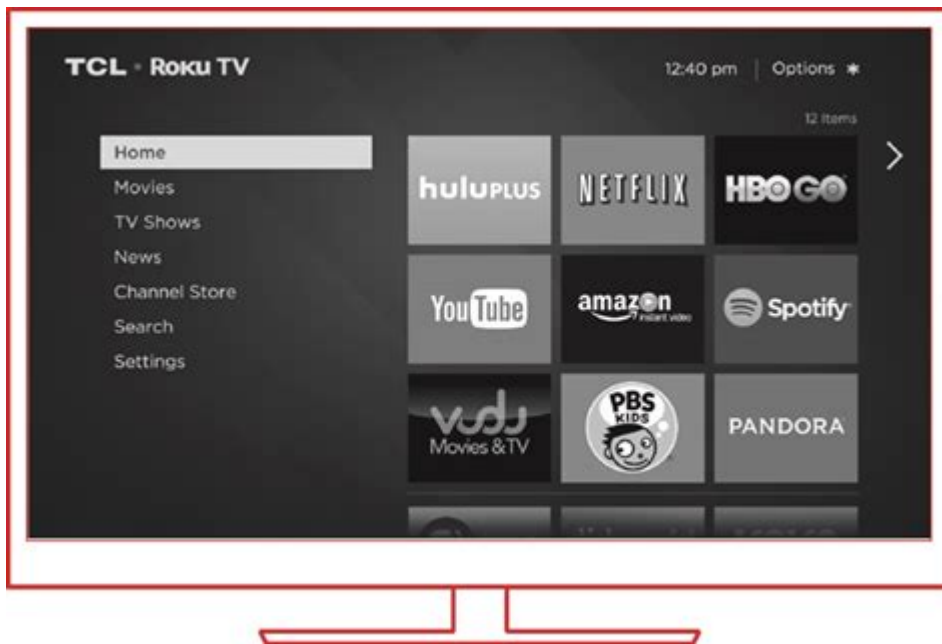 TCL • ROKU TV
12:40 pm | Options *
12 Items
Home
Movies
TV Shows
News
Channel Store
Search
Settings
huluPLUS
NETFLIX
HBO GO
YouTube
amazon
instant video
Spotify
vudu
Movies & TV
PBS
KIDS
PANDORA